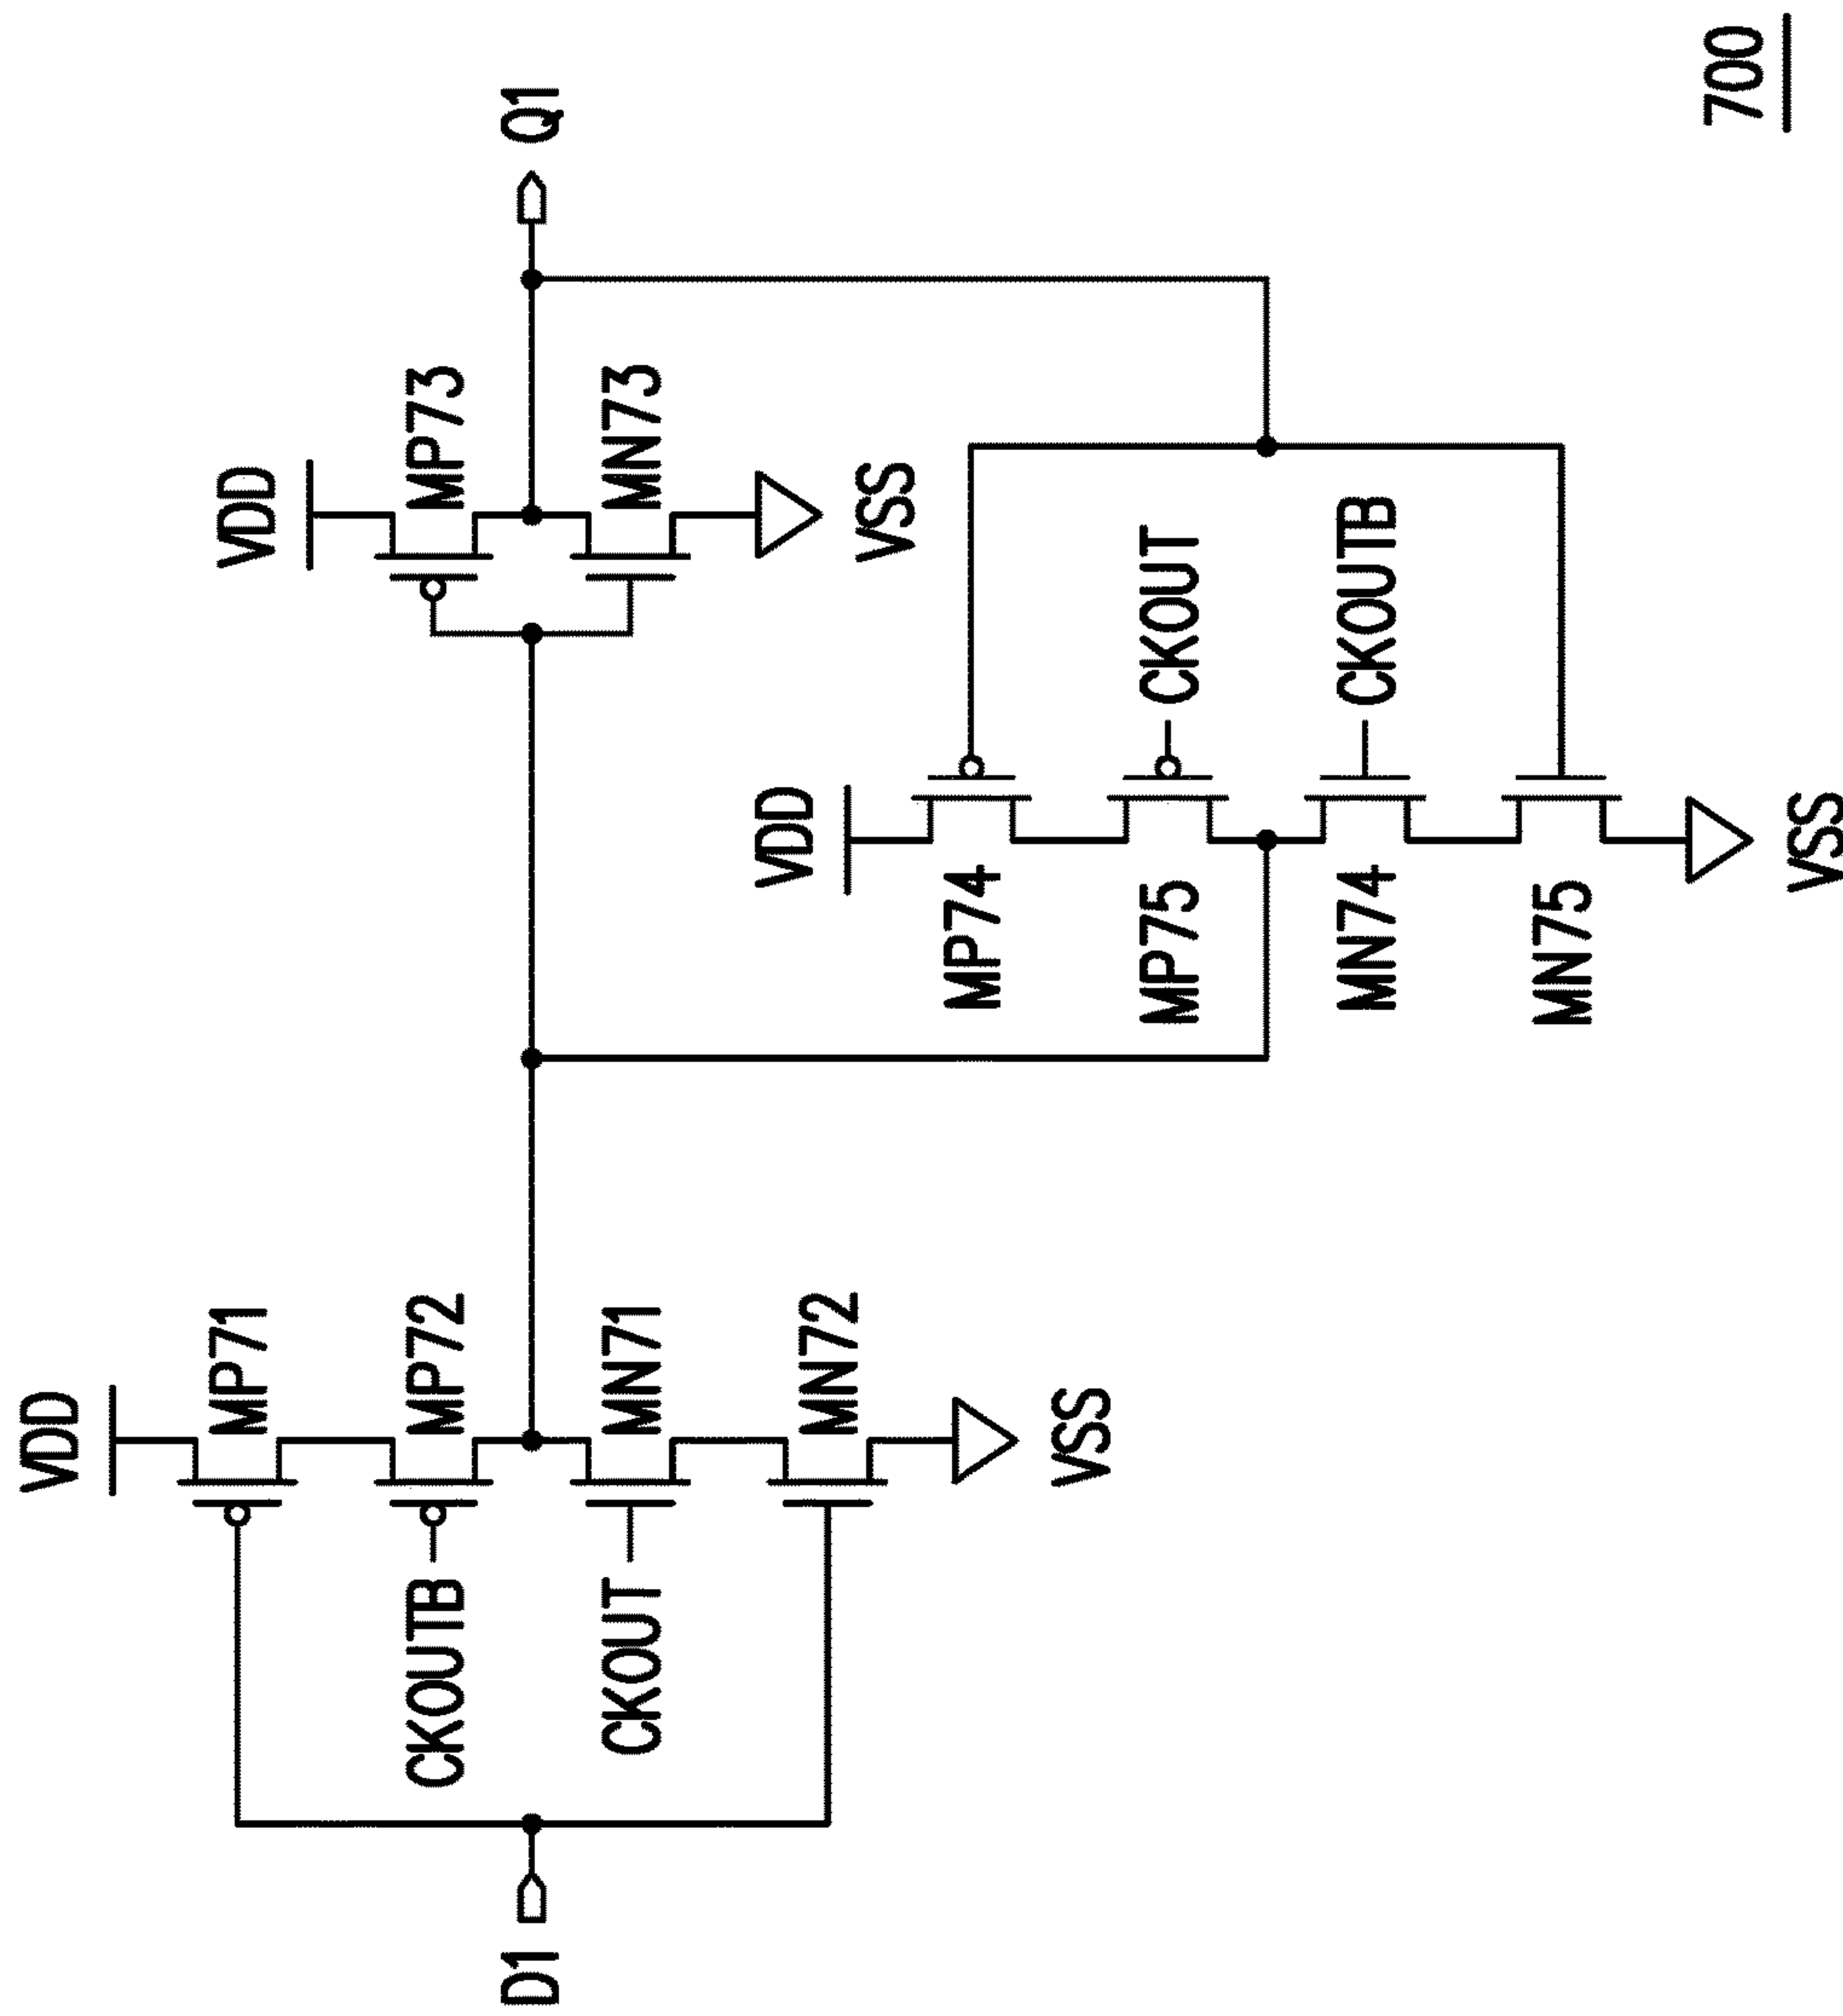 VDD
MP71
CKOUTB
MP72
CKOUT
MN71
MN72
VSS
D1
VDD
MP73
MN73
VSS
Q1
VDD
MP74
MP75
CKOUT
MN74
CKOUTB
MN75
VSS
700